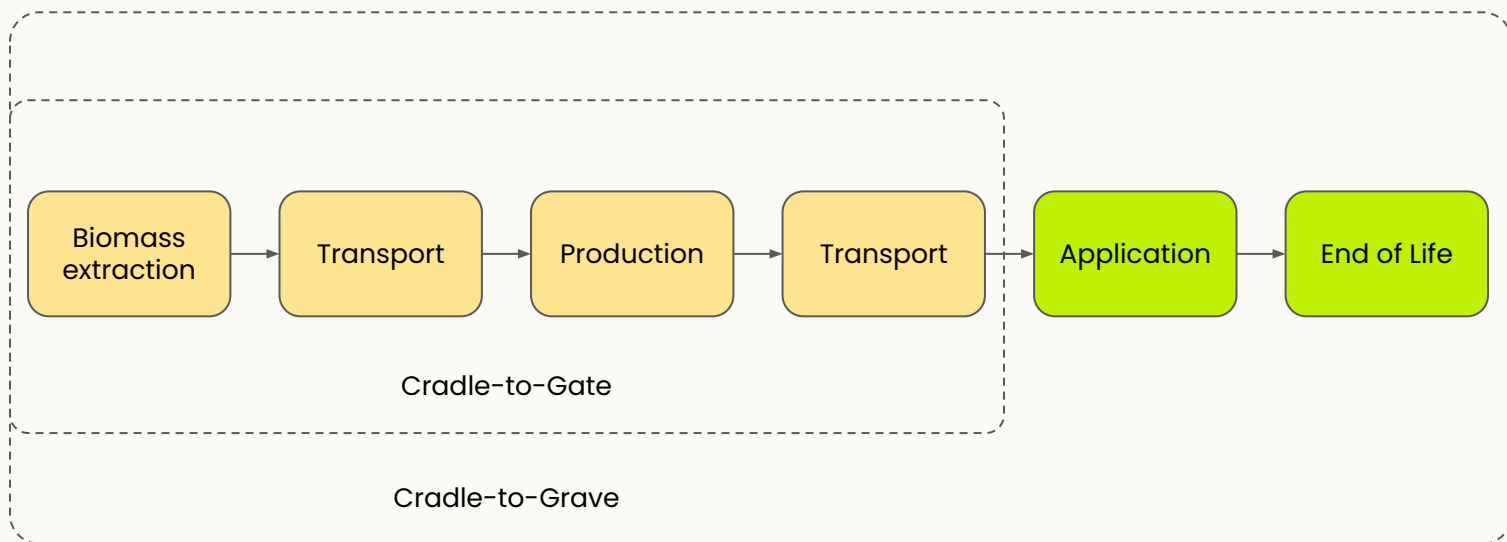 Biomass
extraction
Transport
Production
Transport
Application
End of Life
Cradle-to-Gate
Cradle-to-Grave